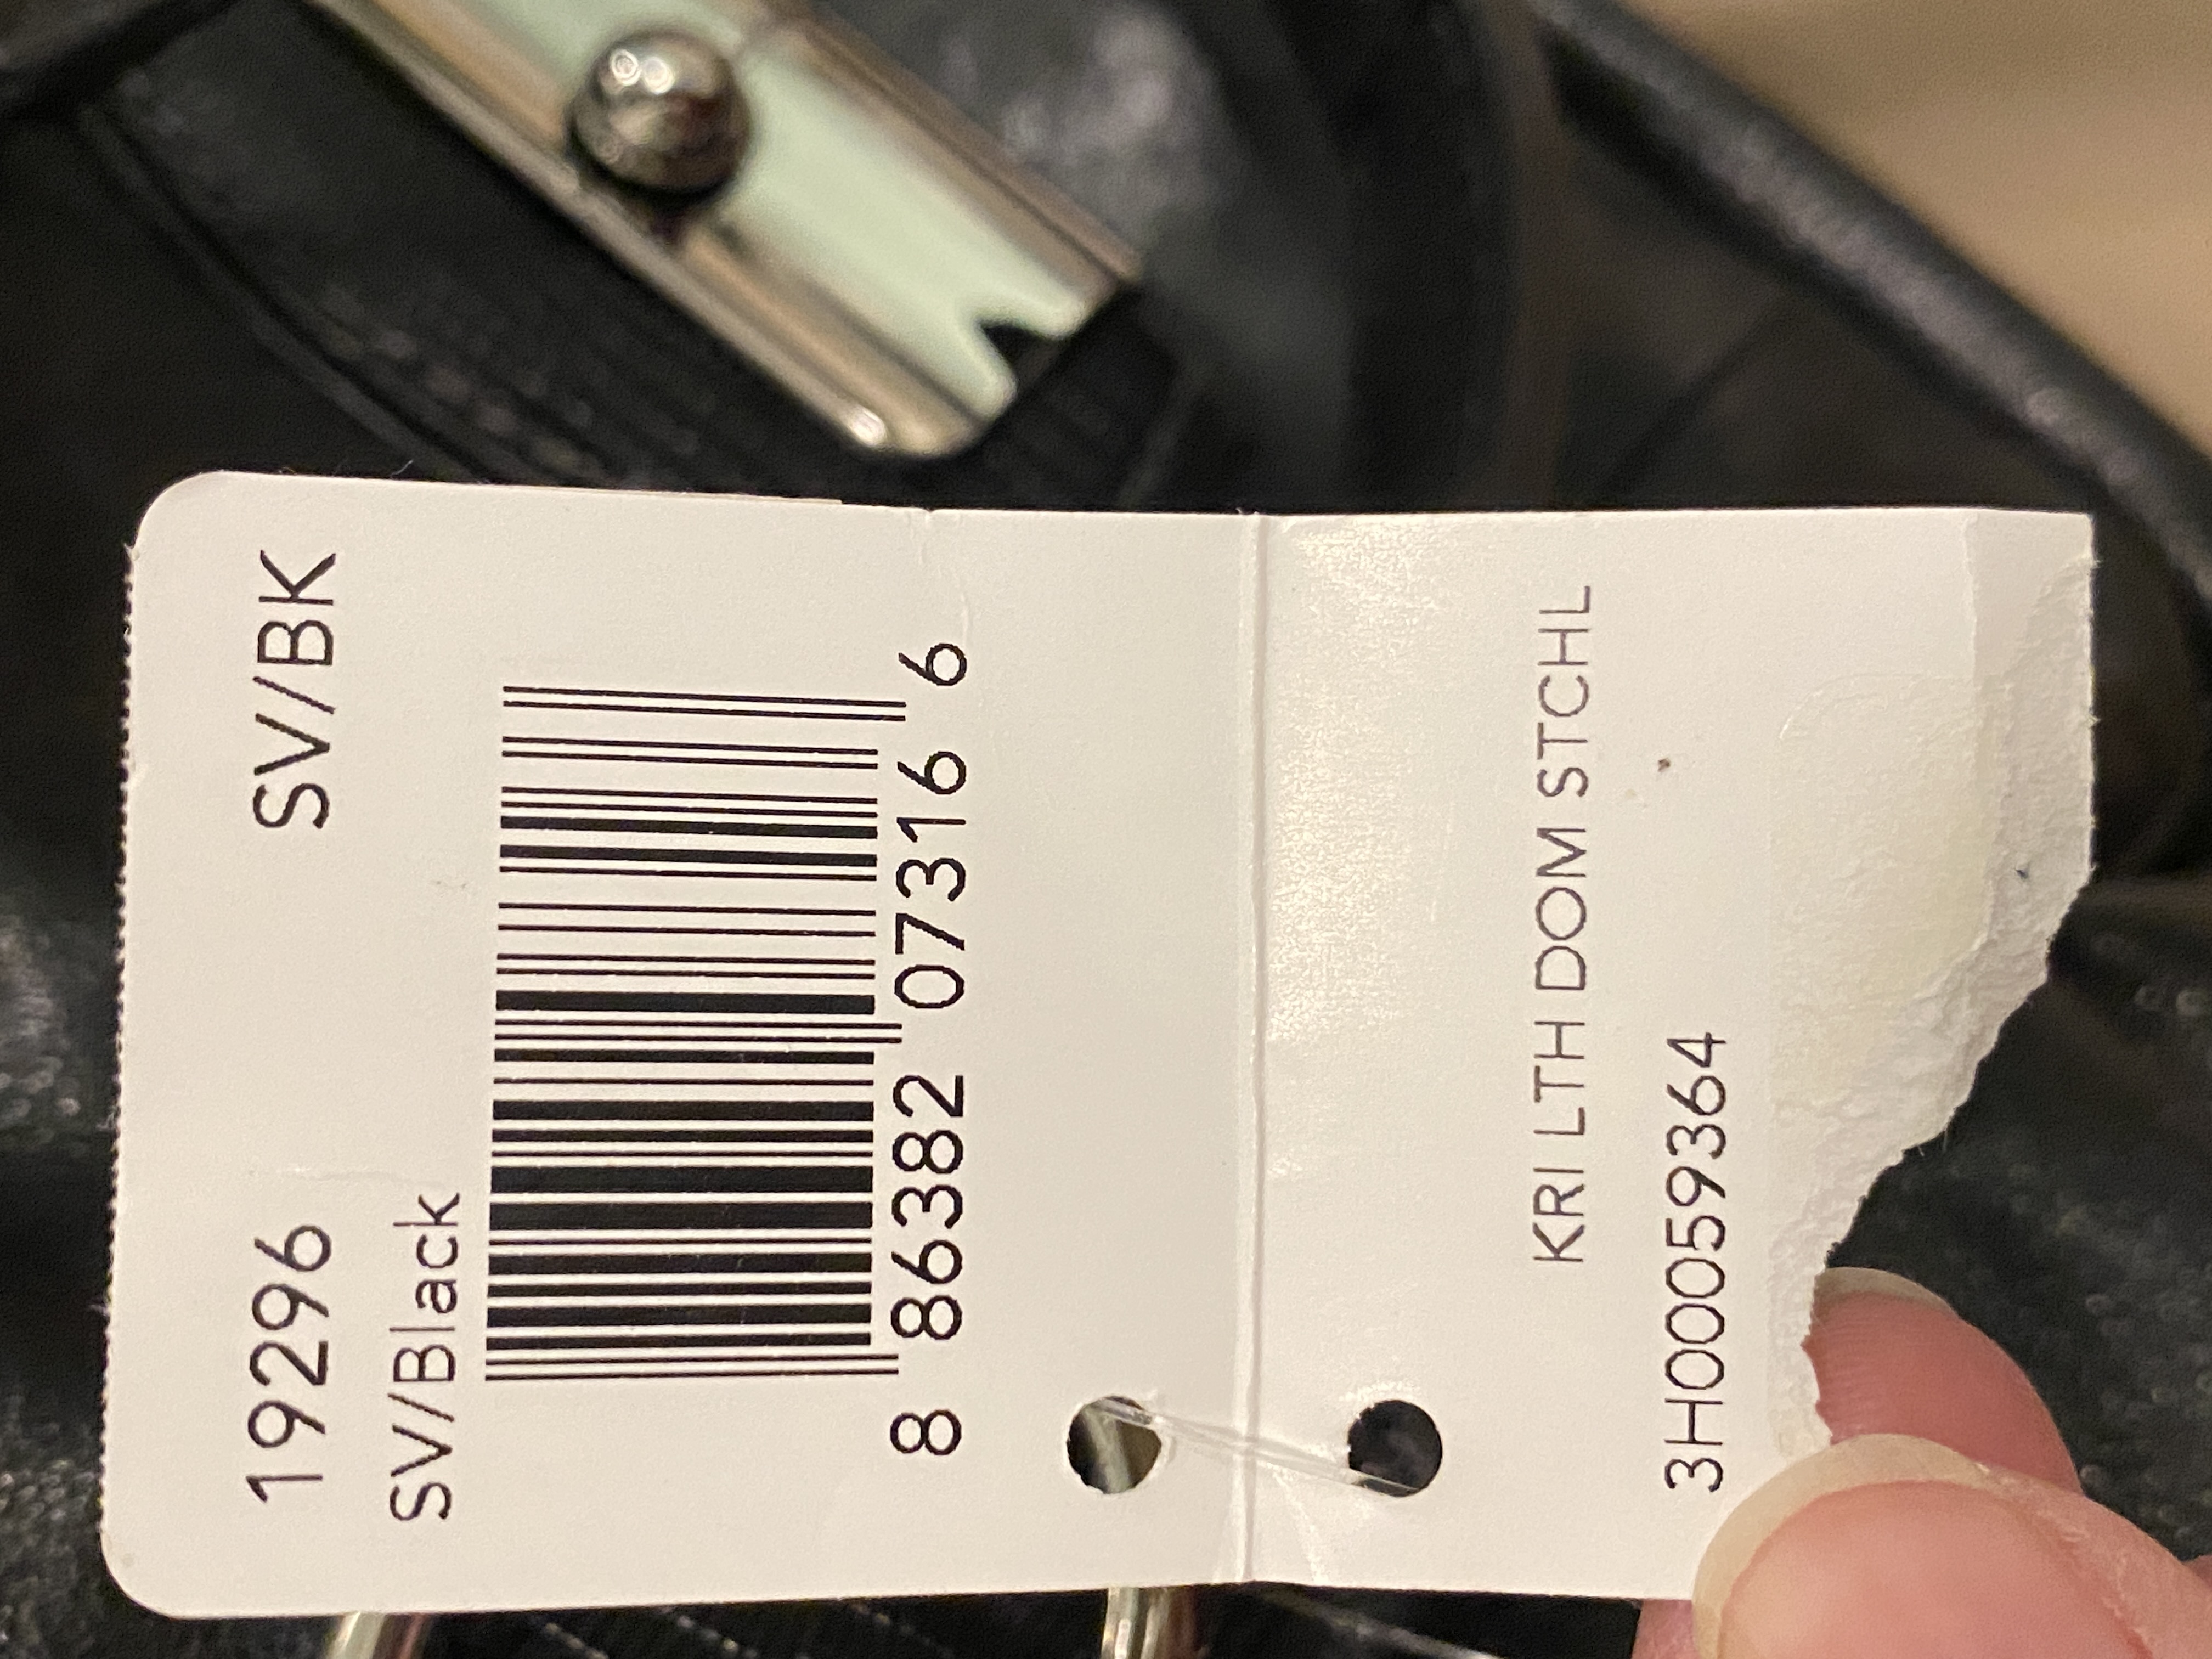 19296 SV/BK
SV/Black
8 86382 07316 6
KRI LTH DOM STCHL
3H00059364